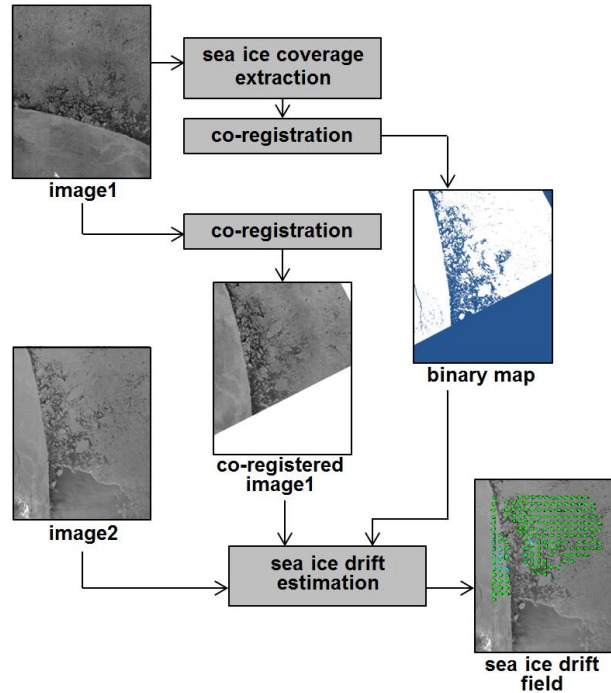 sea ice coverage
extraction
co-registration
image1
co-registration
binary map
co-registered
image1
image2
sea ice drift
estimation
sea ice drift
field